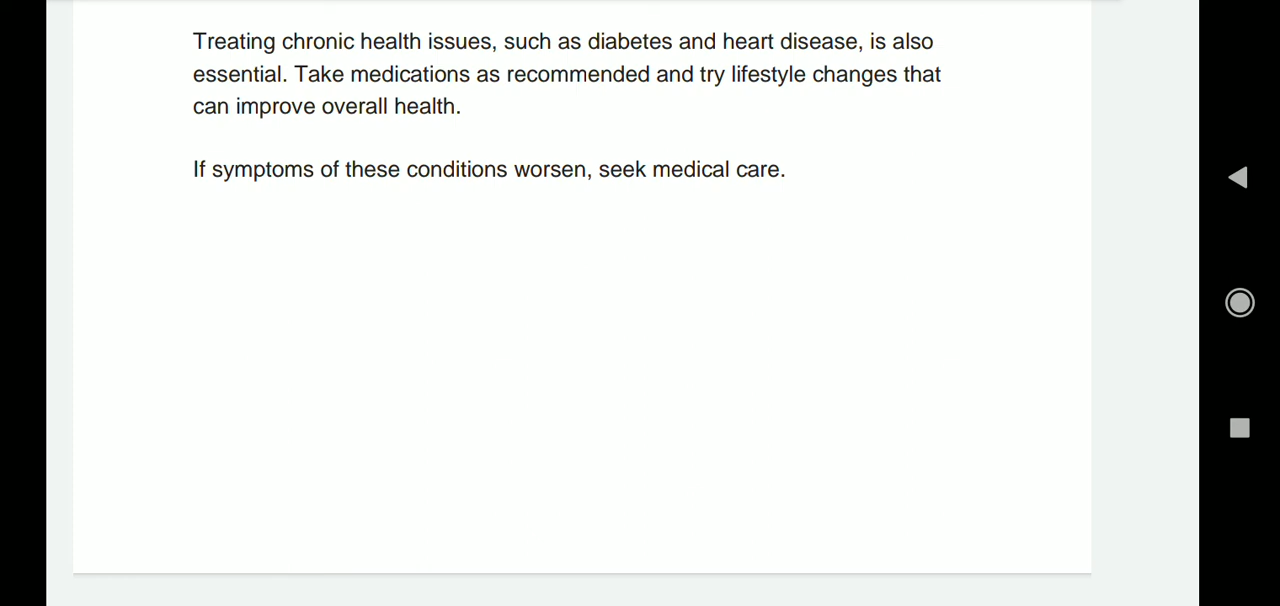 Treating chronic health issues, such as diabetes and heart disease, is also
essential. Take medications as recommended and try lifestyle changes that
can improve overall health.
If symptoms of these conditions worsen, seek medical care.